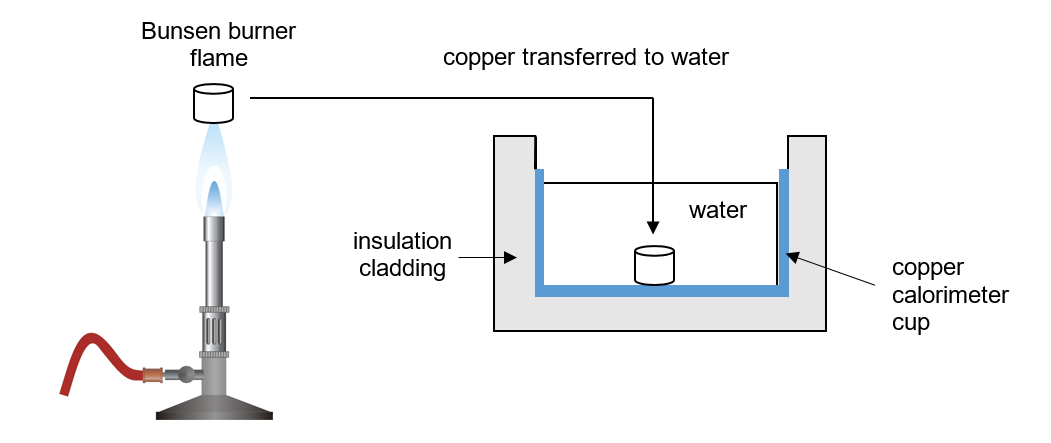 Bunsen burner
flame
copper transferred to water
water
insulation
cladding
copper
calorimeter
cup